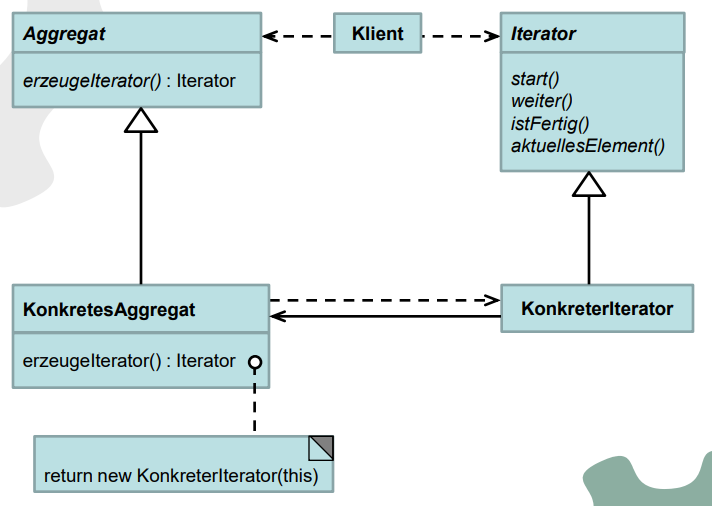 Aggregat
erzeugeIterator() : Iterator
Klient
Iterator
start()
weiter()
istFertig()
aktuellesElement()
KonkretesAggregat
erzeugeIterator() : Iterator
KonkreterIterator
return new KonkreterIterator(this)